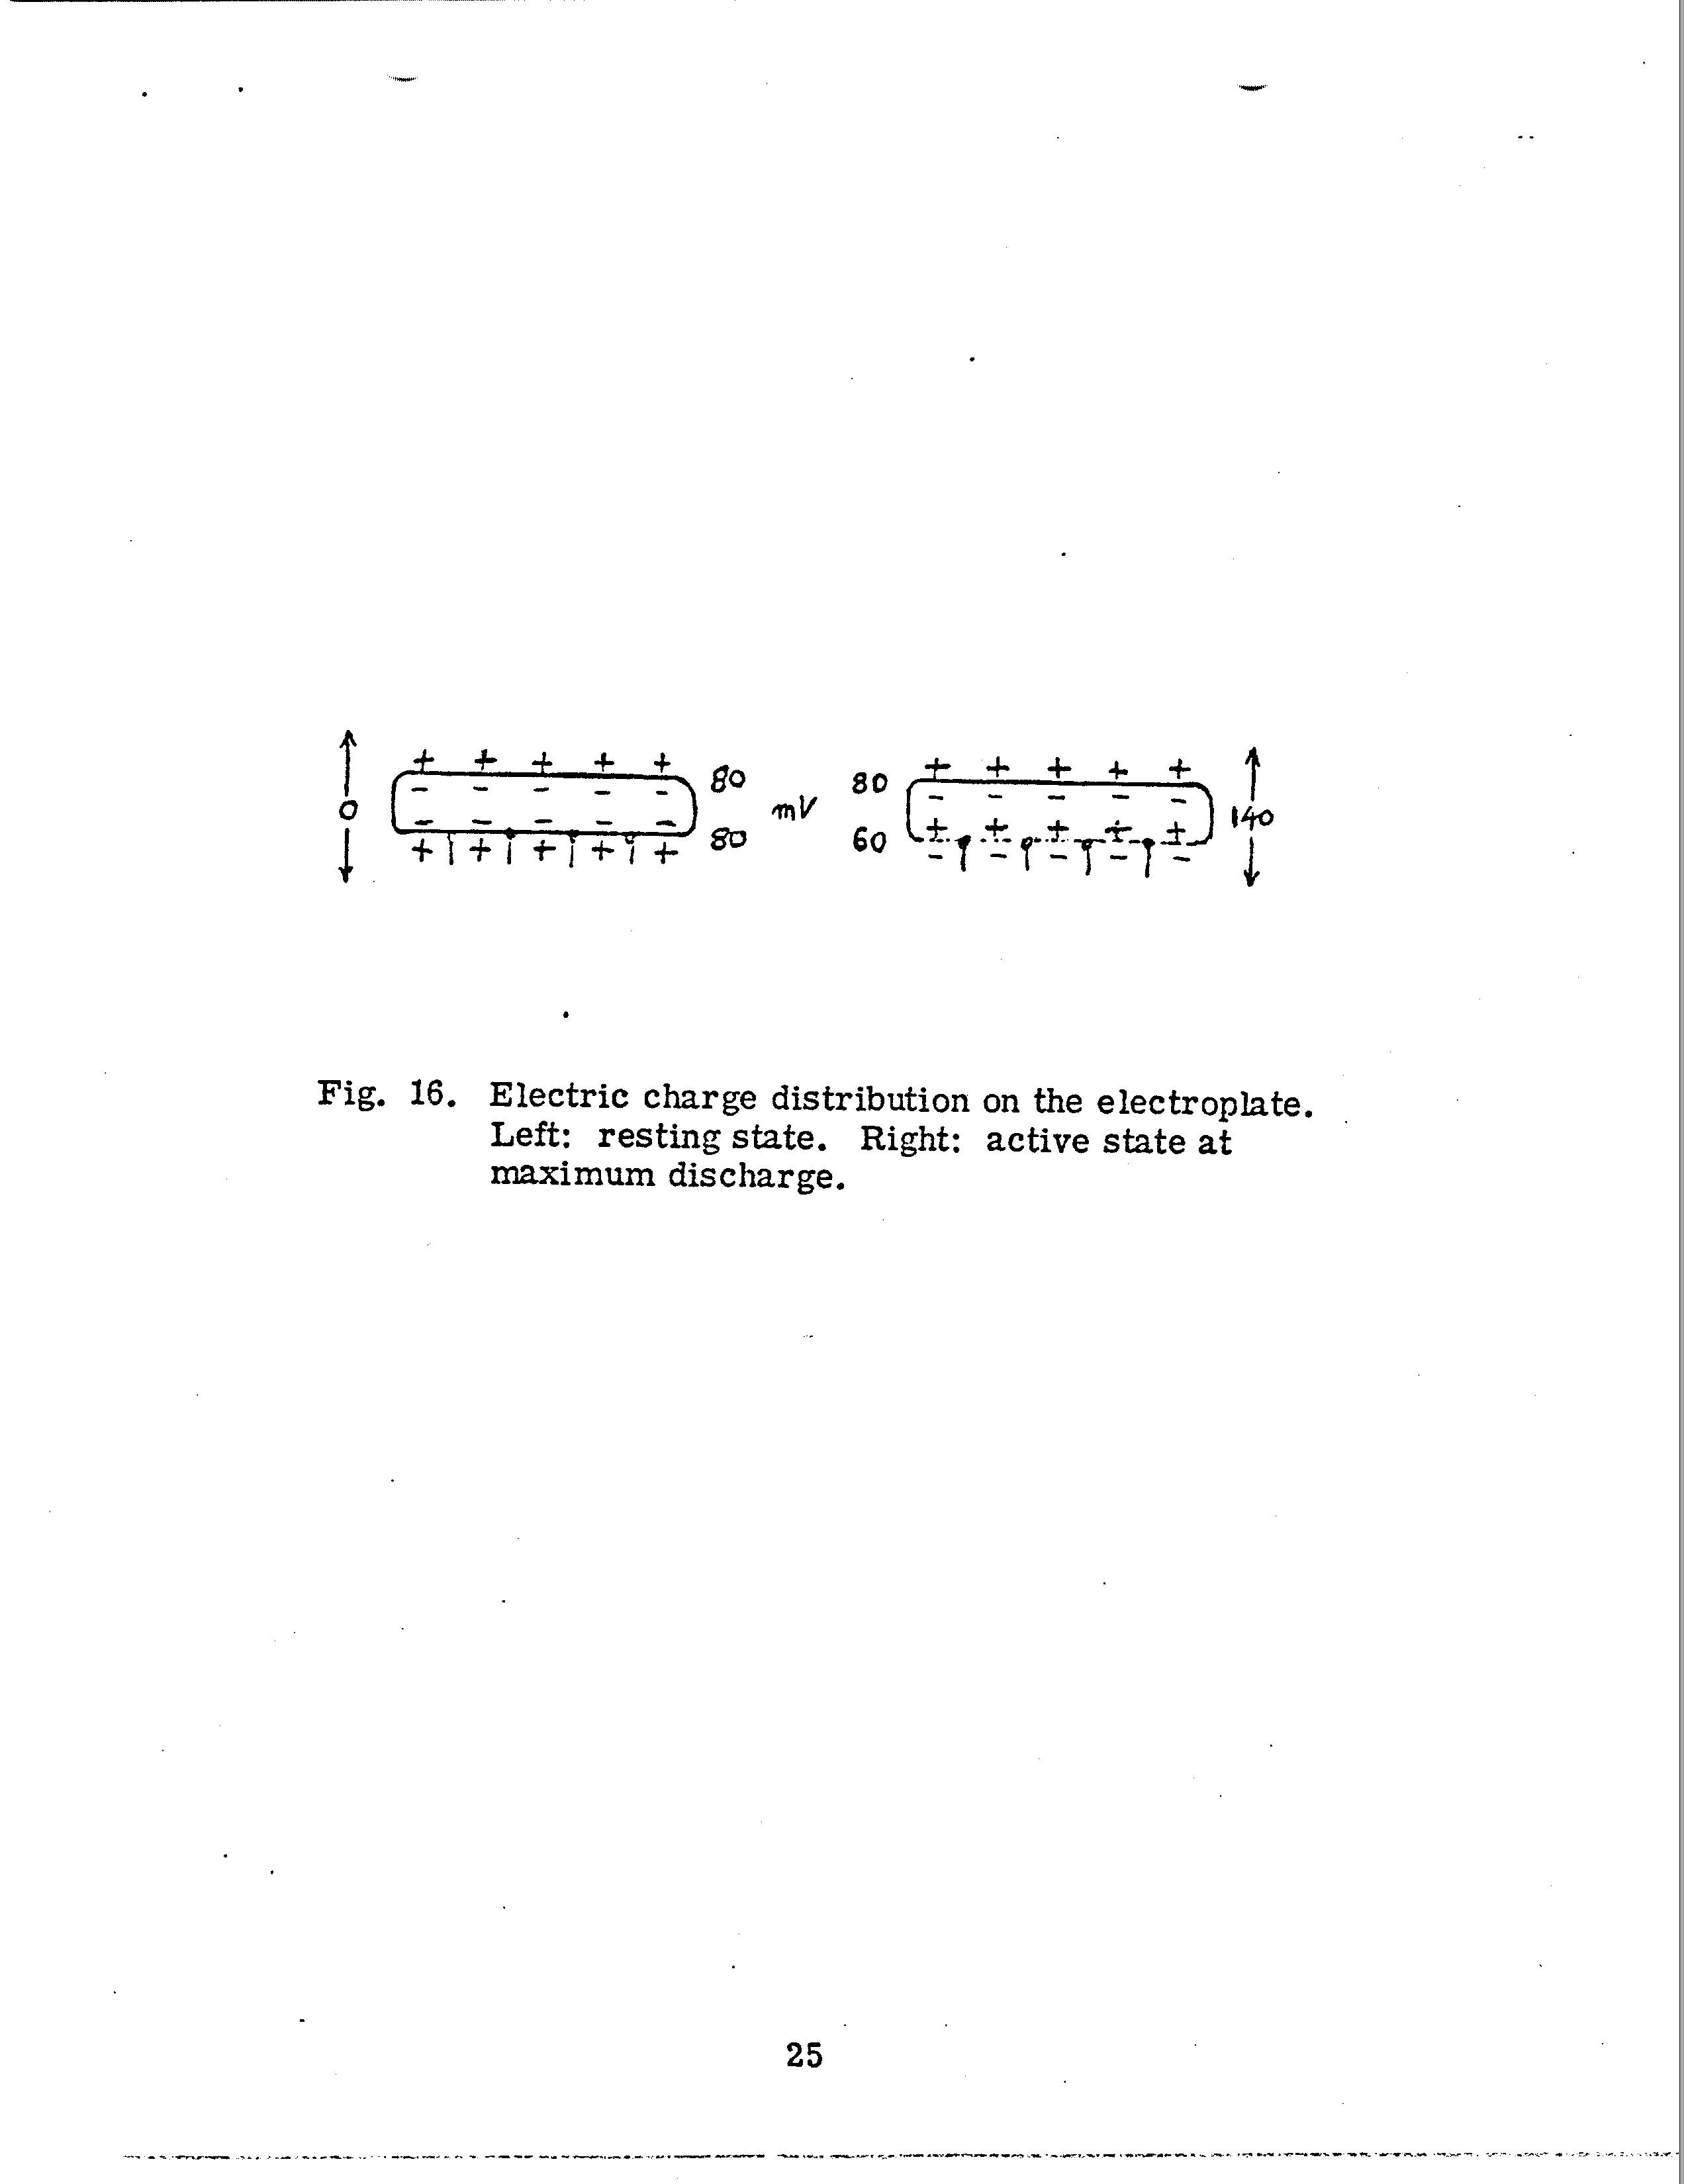 + + + + +
80
- - - - -
0
mV
- - - - -
80
+ + + + +
+ + + + +
80
- - - - -
140
+ + + + +
60
- - - - -
Fig. 16. Electric charge distribution on the electroplate.
Left: resting state. Right: active state at
maximum discharge.
25